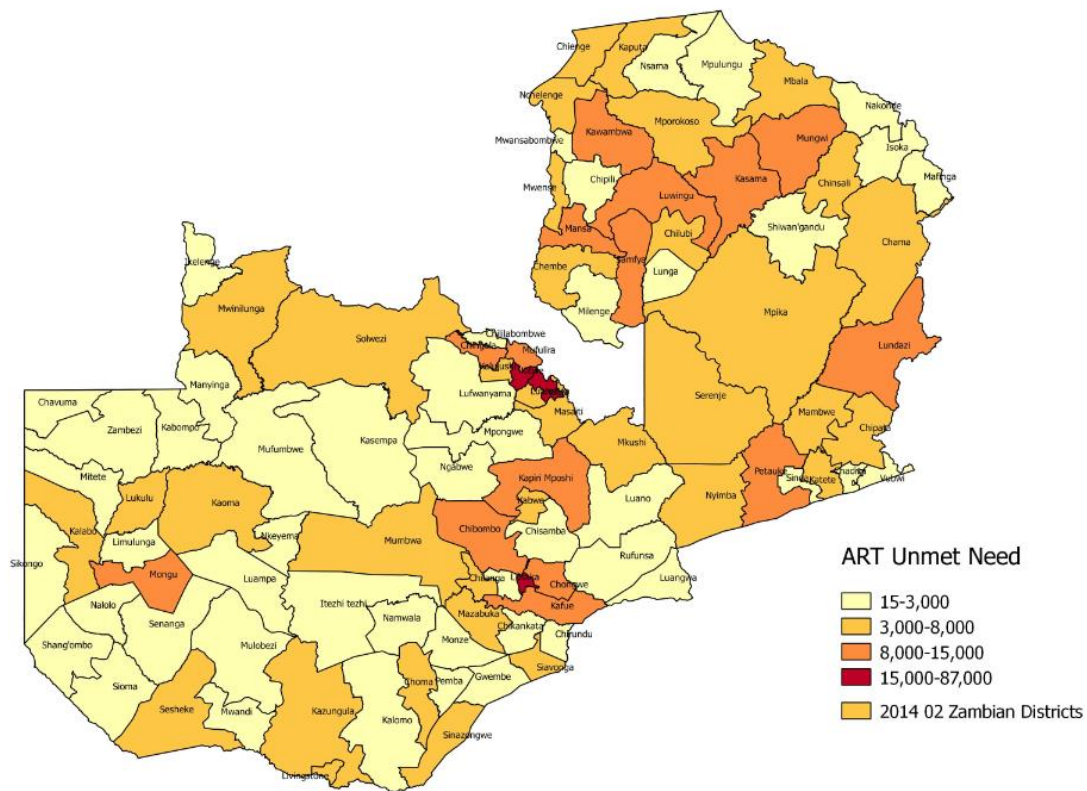 Chienge
Kaputa
Nsama
Mpulungu
Mbala
Nchelenge
Nakonde
Mporokoso
Kawambwa
Mungwi
Mwansabombwe
Isoka
Mafinga
Kasama
Chipili
Chinsali
Mwense
Luwingu
Shiwan'gandu
Mansa
Chilubi
Chama
Samfya
Chembe
Lunga
Ikelenge
Milenge
Mpika
Mwinilunga
Solwezi
Chililabombwe
Lundazi
Chingola
Mufulira
Manyinga
Lufwanyama
Serenje
Chavuma
Kabompo
Zambezi
Masaiti
Mambwe
Mufumbwe
Kasempa
Mpongwe
Chipata
Mkushi
Mitete
Ngabwe
Petauke
Chadiza
Vubwi
Kapiri Mposhi
Sinda
Katete
Lukulu
Kaoma
Luano
Nyimba
Kabwe
Kalabo
Chibombo
Chisamba
Nkeyema
Mumbwa
Limulunga
Rufunsa
Sikongo
Mongu
Luampa
Chilanga
Lusaka
Chongwe
Luangwa
Nalolo
Itezhi tezhi
Kafue
Senanga
Namwala
Mazabuka
Chikankata
Chirundu
Shang'ombo
Mulobezi
Monze
Siavonga
Sioma
Choma
Pemba
Gwembe
Sesheke
Mwandi
Kazungula
Kalomo
Sinazongwe
Livingstone
ART Unmet Need
15-3,000
3,000-8,000
8,000-15,000
15,000-87,000
2014 02 Zambian Districts